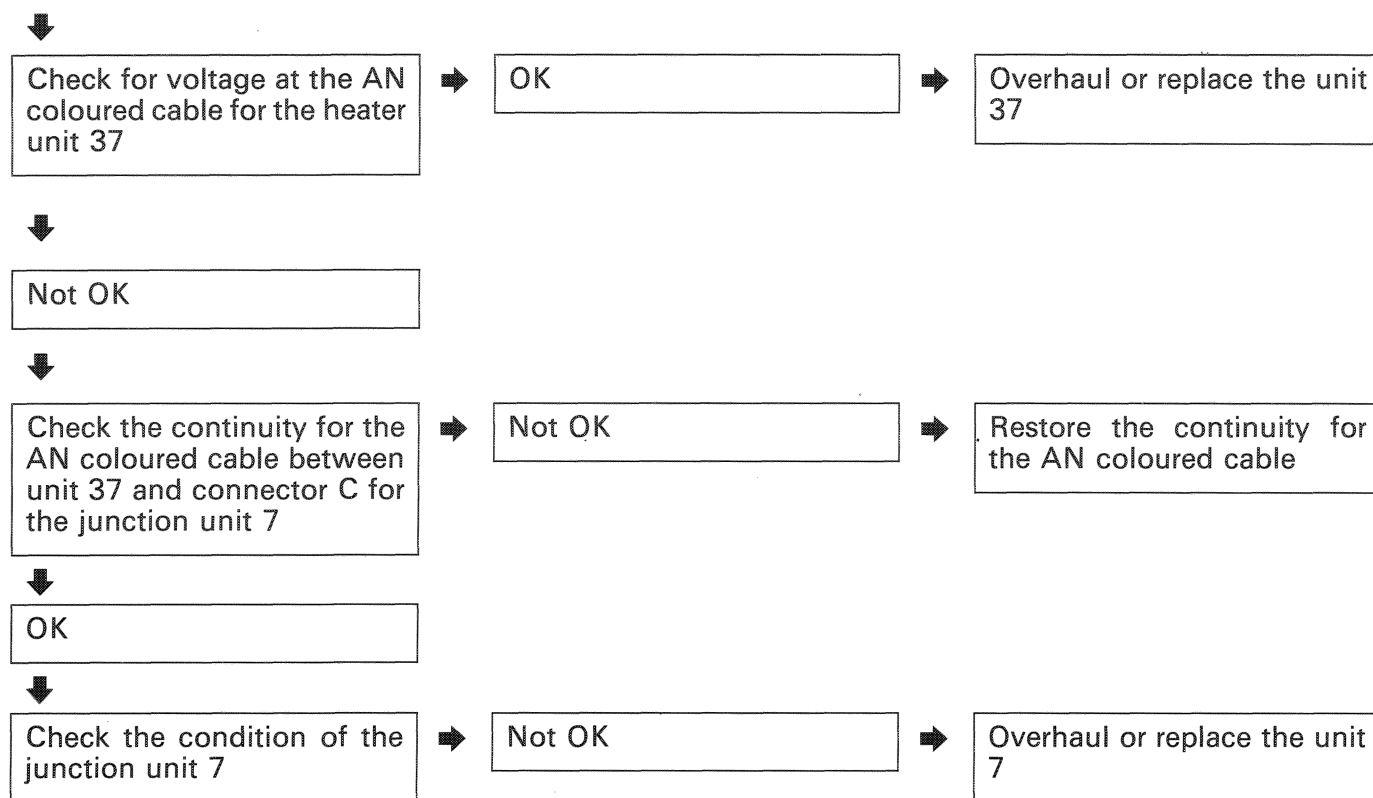 Check for voltage at the AN
coloured cable for the heater
unit 37
OK
Overhaul or replace the unit
37
Not OK
Check the continuity for the
AN coloured cable between
unit 37 and connector C for
the junction unit 7
Not OK
Restore the continuity for
the AN coloured cable
OK
Check the condition of the
junction unit 7
Not OK
Overhaul or replace the unit
7